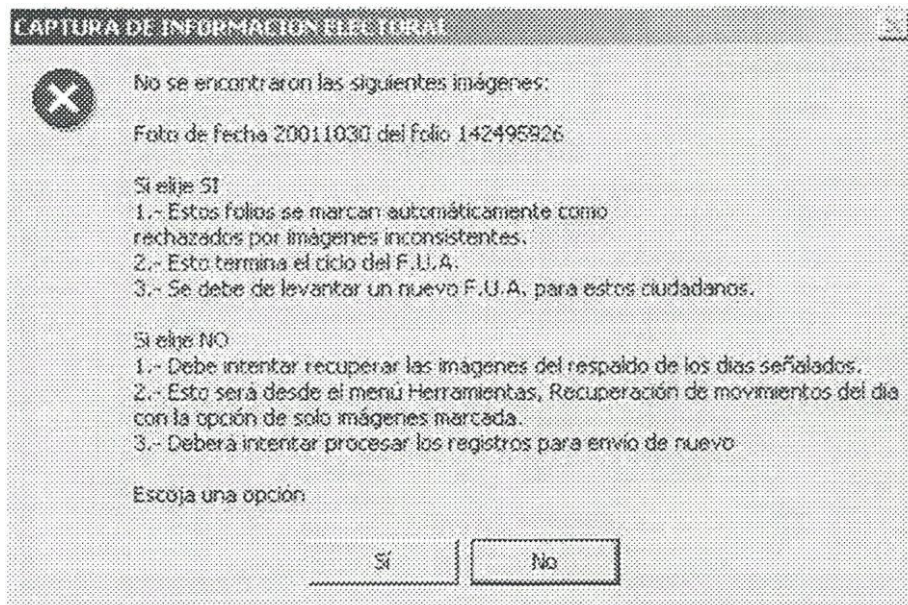 CAPTURA DE INFORMACION ELECTORAL
No se encontraron las siguientes imágenes:
Foto de fecha 20011030 del folio 142495926
Si elije SI
1.- Estos folios se marcan automáticamente como
rechazados por imágenes inconsistentes.
2.- Esto termina el ciclo del F.U.A.
3.- Se debe de levantar un nuevo F.U.A. para estos ciudadanos.
Si elije NO
1.- Debe intentar recuperar las imagenes del respaldo de los dias señalados.
2.- Esto será desde el menú Herramientas, Recuperación de movimientos del día
con la opción de solo imágenes marcada.
3.- Deberá intentar procesar los registros para envío de nuevo
Escoja una opción
Sí No